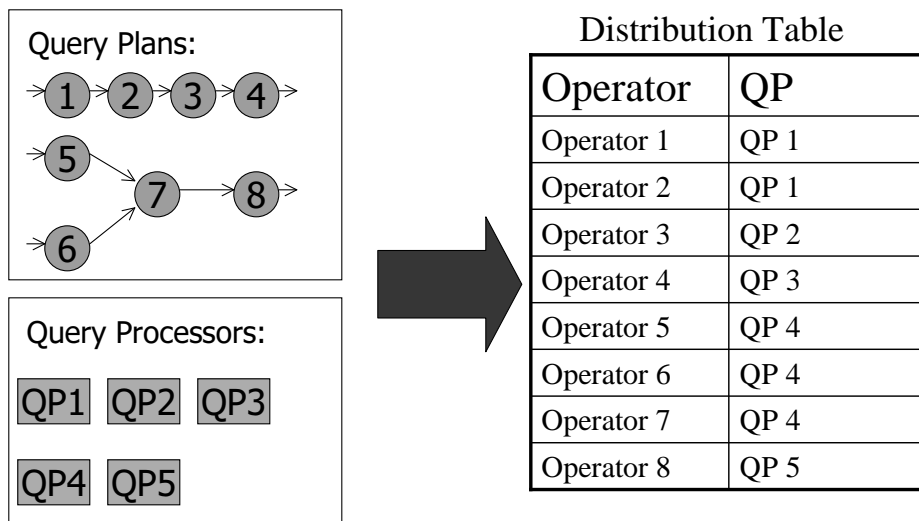 Query Plans:
1 2 3 4
5
7 8
6
Query Processors:
QP1 QP2 QP3
QP4 QP5
Distribution Table
Operator QP
Operator 1 QP 1
Operator 2 QP 1
Operator 3 QP 2
Operator 4 QP 3
Operator 5 QP 4
Operator 6 QP 4
Operator 7 QP 4
Operator 8 QP 5